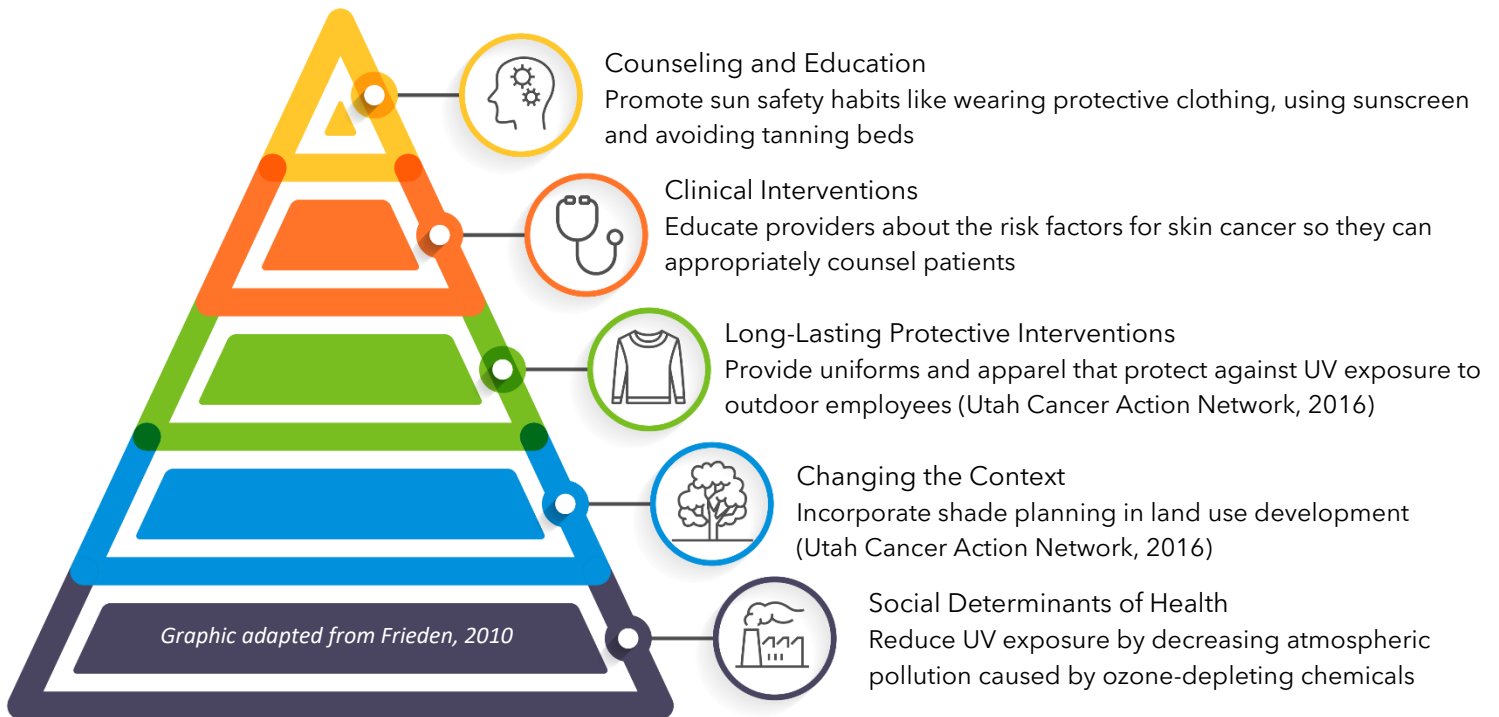 Counseling and Education
Promote sun safety habits like wearing protective clothing, using sunscreen
and avoiding tanning beds
Clinical Interventions
Educate providers about the risk factors for skin cancer so they can
appropriately counsel patients
Long-Lasting Protective Interventions
Provide uniforms and apparel that protect against UV exposure to
outdoor employees (Utah Cancer Action Network, 2016)
Changing the Context
Incorporate shade planning in land use development
(Utah Cancer Action Network, 2016)
Social Determinants of Health
Reduce UV exposure by decreasing atmospheric
pollution caused by ozone-depleting chemicals
Graphic adapted from Frieden, 2010